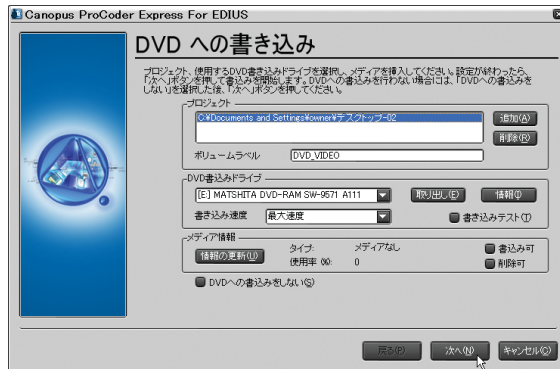 Canopus ProCoder Express For EDIUS
DVD への書き込み
プロジェクト、使用するDVD書き込みドライブを選択し、メディアを挿入してください。設定が終わったら、
「次へ」ボタンを押して書込みを開始します。DVDへの書込みを行わない場合は、「DVDへの書込みを
しない」を選択した後、「次へ」ボタンを押してください。
プロジェクト
C:¥Documents and Settings¥owner¥デスクトップ-02
追加(A)
削除(R)
ボリュームラベル DVD_VIDEO
DVD書込みドライブ
[E:] MATSHITA DVD-RAM SW-9571 A111 取り出し(E) 情報(I)
書き込み速度 最大速度 書き込みテスト(T)
メディア情報
情報の更新(U) タイプ: メディアなし 書込み可
使用率 (%): 0 削除可
DVDへの書込みをしない(S)
戻る(P) 次へ(N) キャンセル(C)